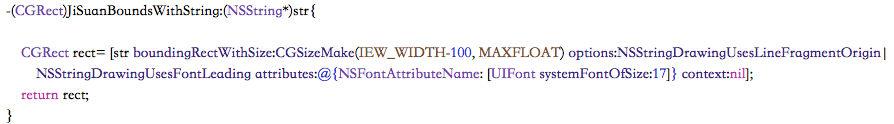 -(CGRect)JiSuanBoundsWithString:(NSString*)str{
CGRect rect= [str boundingRectWithSize:CGSizeMake(IEW_WIDTH-100, MAXFLOAT) options:NSStringDrawingUsesLineFragmentOrigin|
NSStringDrawingUsesFontLeading attributes:@{NSFontAttributeName: [UIFont systemFontOfSize:17]} context:nil];
return rect;
}